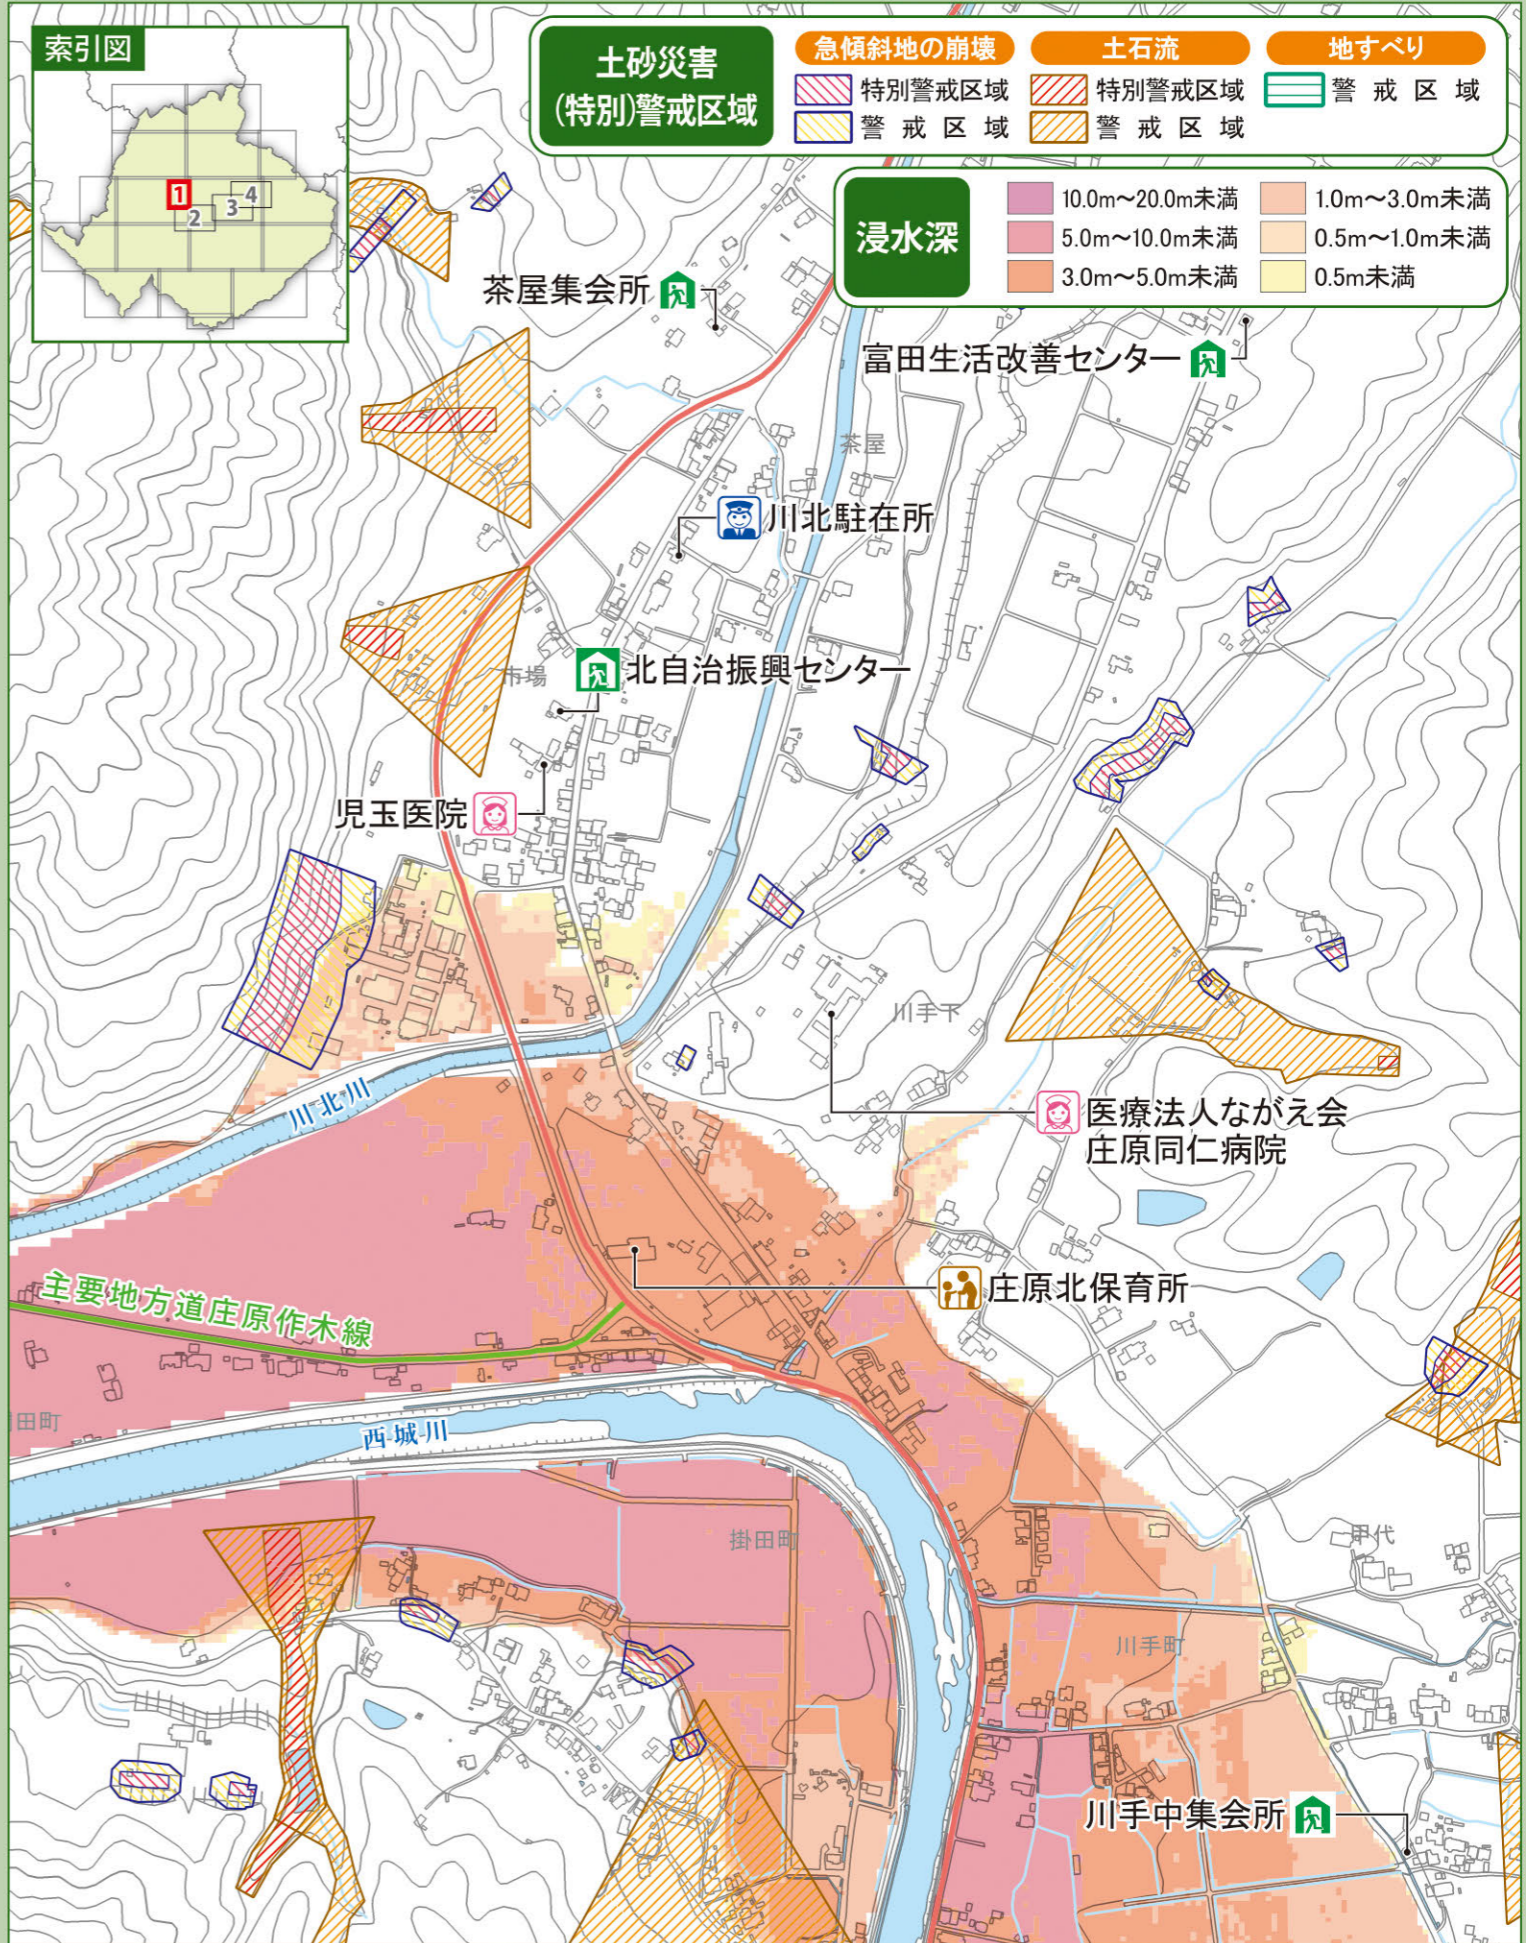 索引図
1
2
3
4
土砂災害
(特別)警戒区域
急傾斜地の崩壊
特別警戒区域
警戒区域
土石流
特別警戒区域
警戒区域
地すべり
警戒区域
浸水深
10.0m～20.0m未満
5.0m～10.0m未満
3.0m～5.0m未満
1.0m～3.0m未満
0.5m～1.0m未満
0.5m未満
茶屋集会所
富田生活改善センター
茶屋
川北駐在所
市場
北自治振興センター
児玉医院
川手下
川北川
医療法人ながえ会
庄原同仁病院
庄原北保育所
主要地方道庄原作木線
田町
西城川
掛田町
甲代
川手町
川手中集会所